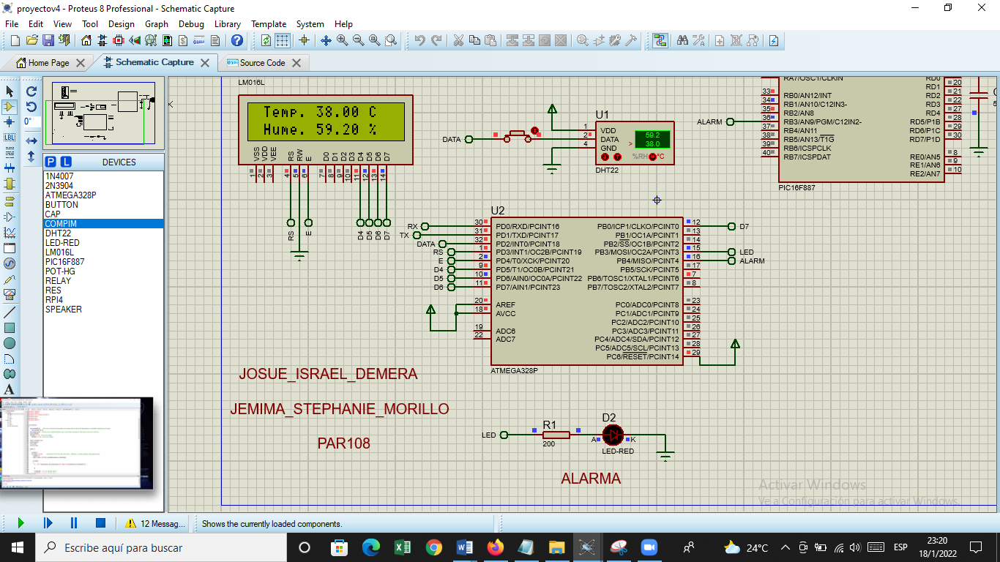 proyectov4 - Proteus 8 Professional - Schematic Capture
File Edit View Tool Design Graph Debug Library Template System Help
Home Page
Schematic Capture
Source Code
0°
LBL
P L DEVICES
1N4007
2N3904
ATMEGA328P
BUTTON
CAP
COMPIM
DHT22
LED-RED
LM016L
PIC16F887
POT-HG
RELAY
RES
RPI4
SPEAKER
A
LM016L
Temp. 38.00 C
Hume. 59.20 %
VSS VDD VEE RS RW E D0 D1 D2 D3 D4 D5 D6 D7
1 2 3 4 5 6 7 8 9 10 11 12 13 14
RS E D4 D5 D6 D7
DATA
U1
1 VDD
2 DATA
4 GND
59.2
> 38.0
%RH °C
DHT22
ALARM
RA7/OSC1/CLKIN
33 RB0/AN12/INT
34 RB1/AN10/C12IN3-
35 RB2/AN8
36 RB3/AN9/PGM/C12IN2-
37 RB4/AN11
38 RB5/AN13/T1G
39 RB6/ICSPCLK
40 RB7/ICSPDAT
RD0
RD1 20
RD2 21
RD3 22
RD4 27
RD5/P1B 28
RD6/P1C 29
RD7/P1D 30
RE0/AN5 8
RE1/AN6 9
RE2/AN7 10
PIC16F887
U2
RX 30 PD0/RXD/PCINT16
TX 31 PD1/TXD/PCINT17
DATA 32 PD2/INT0/PCINT18
RS 1 PD3/INT1/OC2B/PCINT19
E 2 PD4/T0/XCK/PCINT20
D4 9 PD5/T1/OC0B/PCINT21
D5 10 PD6/AIN0/OC0A/PCINT22
D6 11 PD7/AIN1/PCINT23
20 AREF
18 AVCC
19 ADC6
22 ADC7
PB0/ICP1/CLKO/PCINT0 12 D7
PB1/OC1A/PCINT1 13
PB2/SS/OC1B/PCINT2 14
PB3/MOSI/OC2A/PCINT3 15 LED
PB4/MISO/PCINT4 16 ALARM
PB5/SCK/PCINT5 17
PB6/TOSC1/XTAL1/PCINT6 7
PB7/TOSC2/XTAL2/PCINT7 8
PC0/ADC0/PCINT8 23
PC1/ADC1/PCINT9 24
PC2/ADC2/PCINT10 25
PC3/ADC3/PCINT11 26
PC4/ADC4/SDA/PCINT12 27
PC5/ADC5/SCL/PCINT13 28
PC6/RESET/PCINT14 29
ATMEGA328P
JOSUE_ISRAEL_DEMERA
JEMIMA_STEPHANIE_MORILLO
PAR108
LED
R1
200
D2
A K
LED-RED
ALARMA
Activar Windows
Ve a Configuración para activar Windows.
12 Messag...
Shows the currently loaded components.
Escribe aquí para buscar
24°C
ESP
23:20
18/1/2022